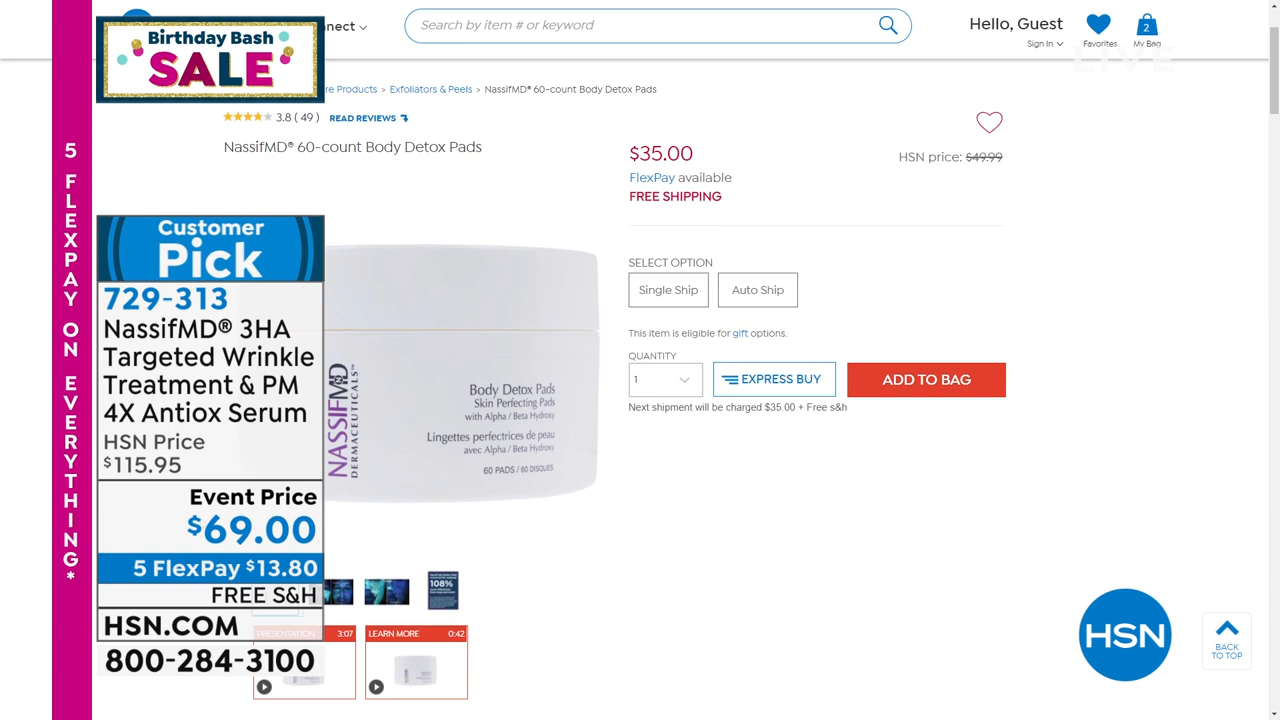 5 FLEXPAY ON EVERYTHING*
Birthday Bash
SALE
nnect
Search by item # or keyword
Hello, Guest
Sign In
Favorites
2
My Bag
LIVE
re Products > Exfoliators & Peels > NassifMD® 60-count Body Detox Pads
3.8 ( 49 ) READ REVIEWS
NassifMD® 60-count Body Detox Pads
$35.00
HSN price: $49.99
FlexPay available
FREE SHIPPING
SELECT OPTION
Single Ship
Auto Ship
This item is eligible for gift options.
QUANTITY
1
EXPRESS BUY
ADD TO BAG
Next shipment will be charged $35.00 + Free s&h
Customer
Pick
729-313
NassifMD® 3HA
Targeted Wrinkle
Treatment & PM
4X Antiox Serum
HSN Price
$115.95
Event Price
$69.00
5 FlexPay $13.80
FREE S&H
HSN.COM
800-284-3100
NASSIFMD
DERMACEUTICALS™
Body Detox Pads
Skin Perfecting Pads
with Alpha / Beta Hydroxy
Lingettes perfectrices de peau
avec Alpha / Beta Hydroxy
60 PADS / 60 DISQUES
108%
PRESENTATION 3:07
LEARN MORE 0:42
HSN
BACK
TO TOP